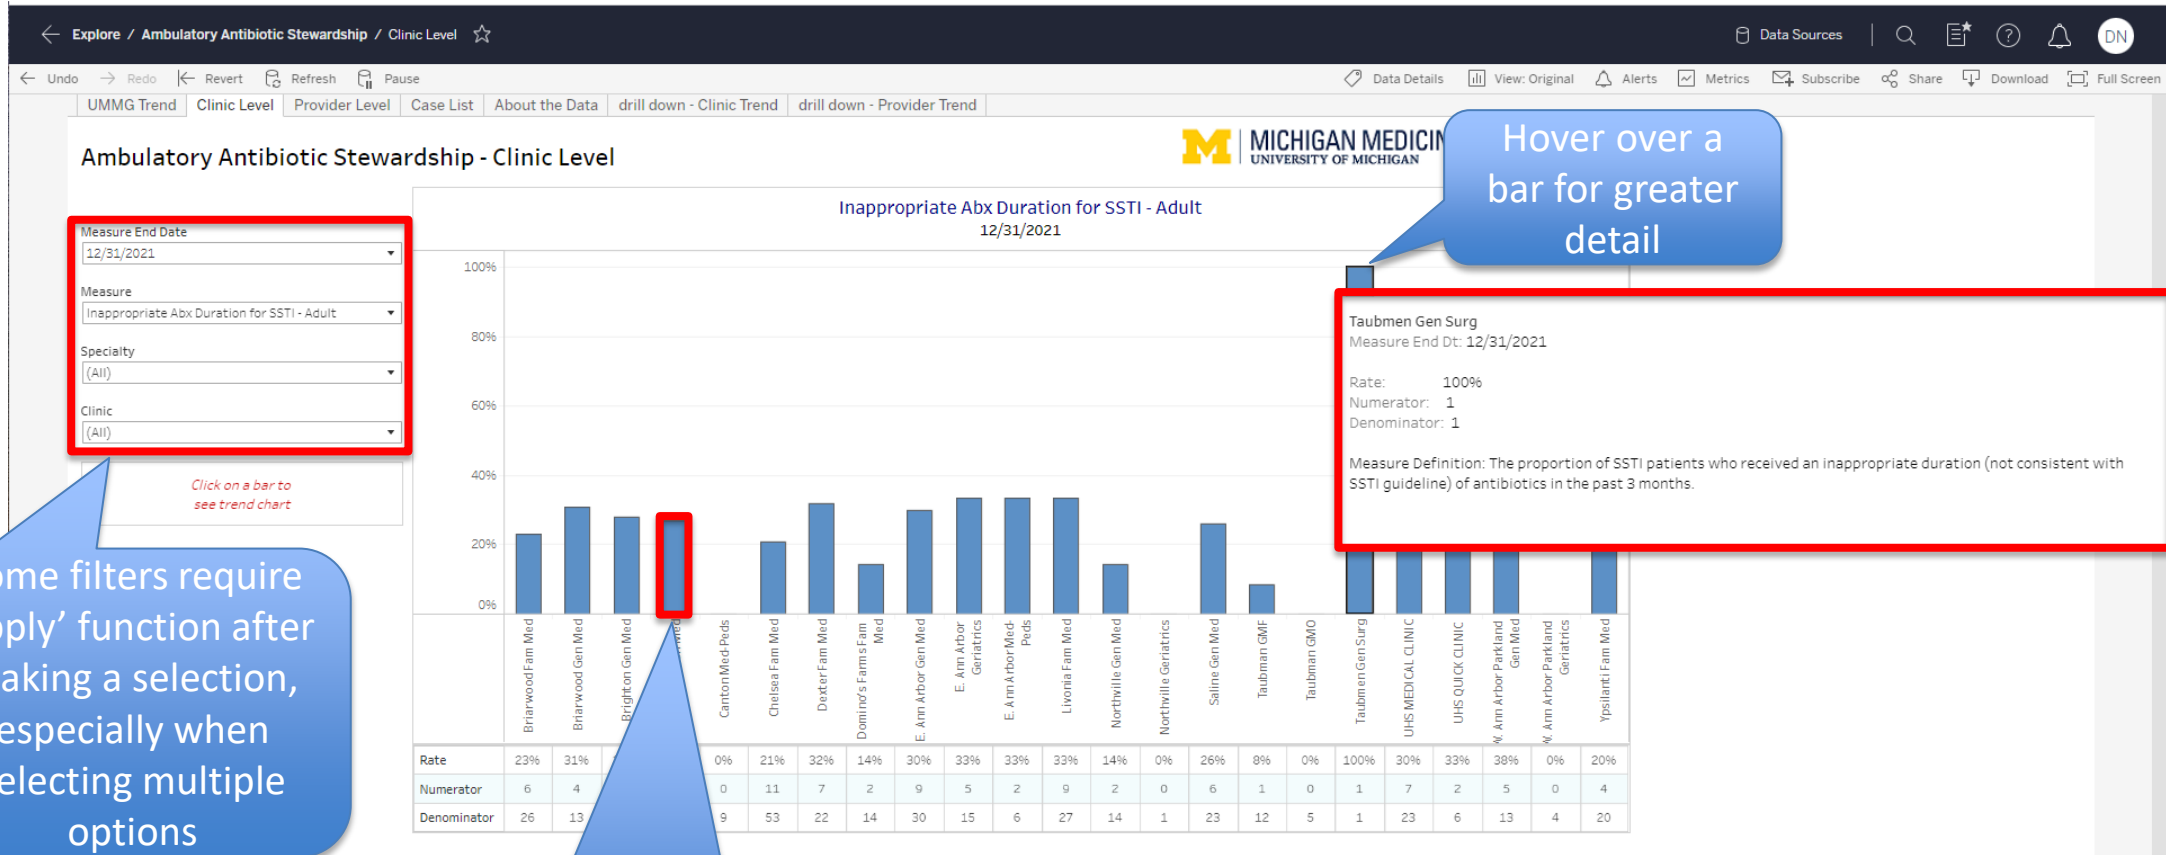 Explore / Ambulatory Antibiotic Stewardship / Clinic Level
Data Sources
DN
Undo Redo Revert Refresh Pause
Data Details View: Original Alerts Metrics Subscribe Share Download Full Screen
UMMG Trend Clinic Level Provider Level Case List About the Data drill down - Clinic Trend drill down - Provider Trend
Ambulatory Antibiotic Stewardship - Clinic Level
M MICHIGAN
UNIVERSITY OF MICHIGAN
Hover over a
bar for greater
detail
Inappropriate Abx Duration for SSTI - Adult
12/31/2021
Measure End Date
12/31/2021
Measure
Inappropriate Abx Duration for SSTI - Adult
Specialty
(All)
Clinic
(All)
Click on a bar to
see trend chart
filters require
function after
a selection,
especially when
multiple
options
100%
80%
60%
40%
20%
0%
Taubmen Gen Surg
Measure End Dt: 12/31/2021
Rate: 100%
Numerator: 1
Denominator: 1
Measure Definition: The proportion of SSTI patients who received an inappropriate duration (not consistent with
SSTI guideline) of antibiotics in the past 3 months.
Briarwood Fam Med
Briarwood Gen Med
Brighton Gen Med
Canton Med-Peds
Chelsea Fam Med
Dexter Fam Med
Domino's Farms Fam
Med
E. Ann Arbor Gen Med
E. Ann Arbor
Geriatrics
E. Ann Arbor Med-
Peds
Livonia Fam Med
Northville Gen Med
Northville Geriatrics
Saline Gen Med
Taubman GMF
Taubman GMO
Taubmen Gen Surg
UHS MEDICAL CLINIC
UHS QUICK CLINIC
W. Ann Arbor Parkland
Gen Med
W. Ann Arbor Parkland
Geriatrics
Ypsilanti Fam Med
Rate 23% 31% 0% 21% 32% 14% 30% 33% 33% 33% 14% 0% 26% 8% 0% 100% 30% 33% 38% 0% 20%
Numerator 6 4 0 11 7 2 9 5 2 9 2 0 6 1 0 1 7 2 5 0 4
Denominator 26 13 9 53 22 14 30 15 6 27 14 1 23 12 5 1 23 6 13 4 20